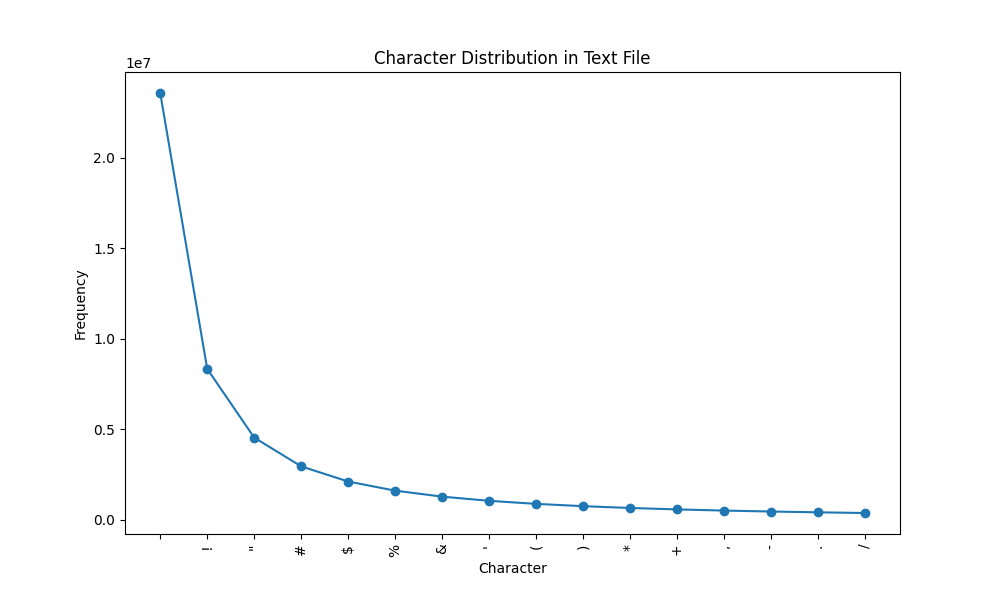 Character Distribution in Text File
1e7
2.0
1.5
1.0
0.5
0.0
Frequency
! " # $ % & ' ( ) * + , - . /
Character